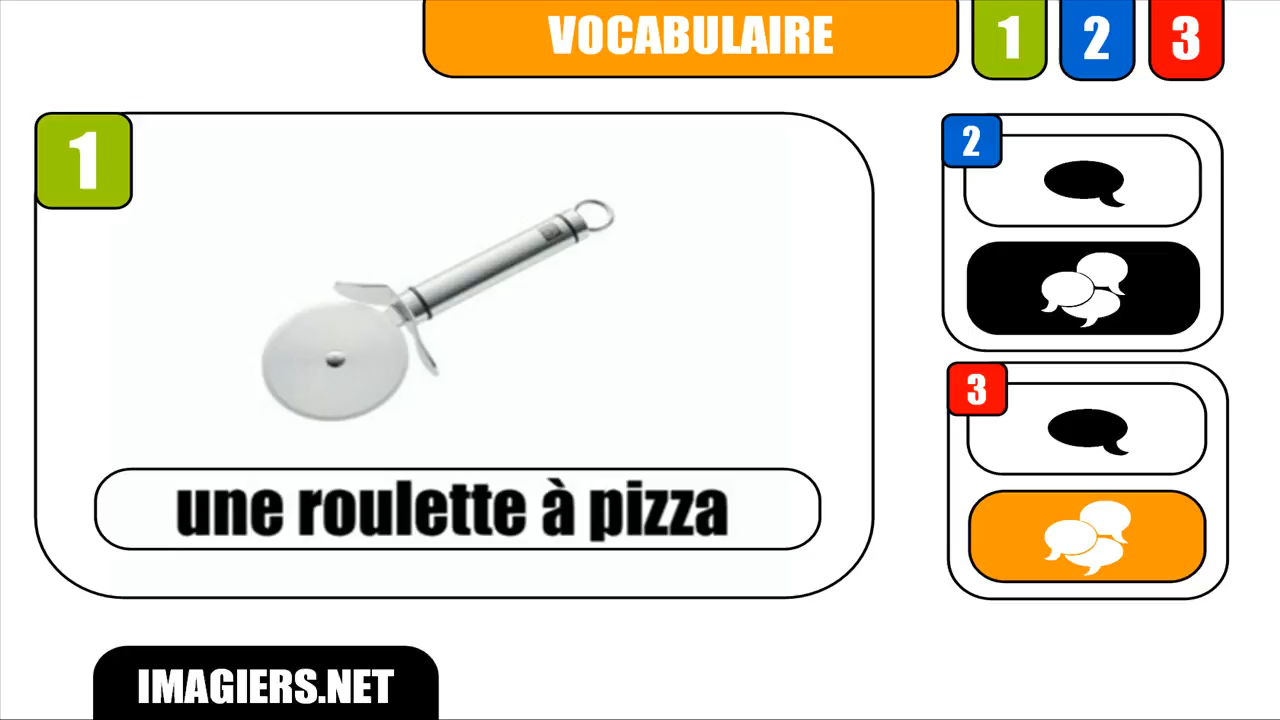 VOCABULAIRE
1 2 3
1
une roulette à pizza
2
3
IMAGIERS.NET